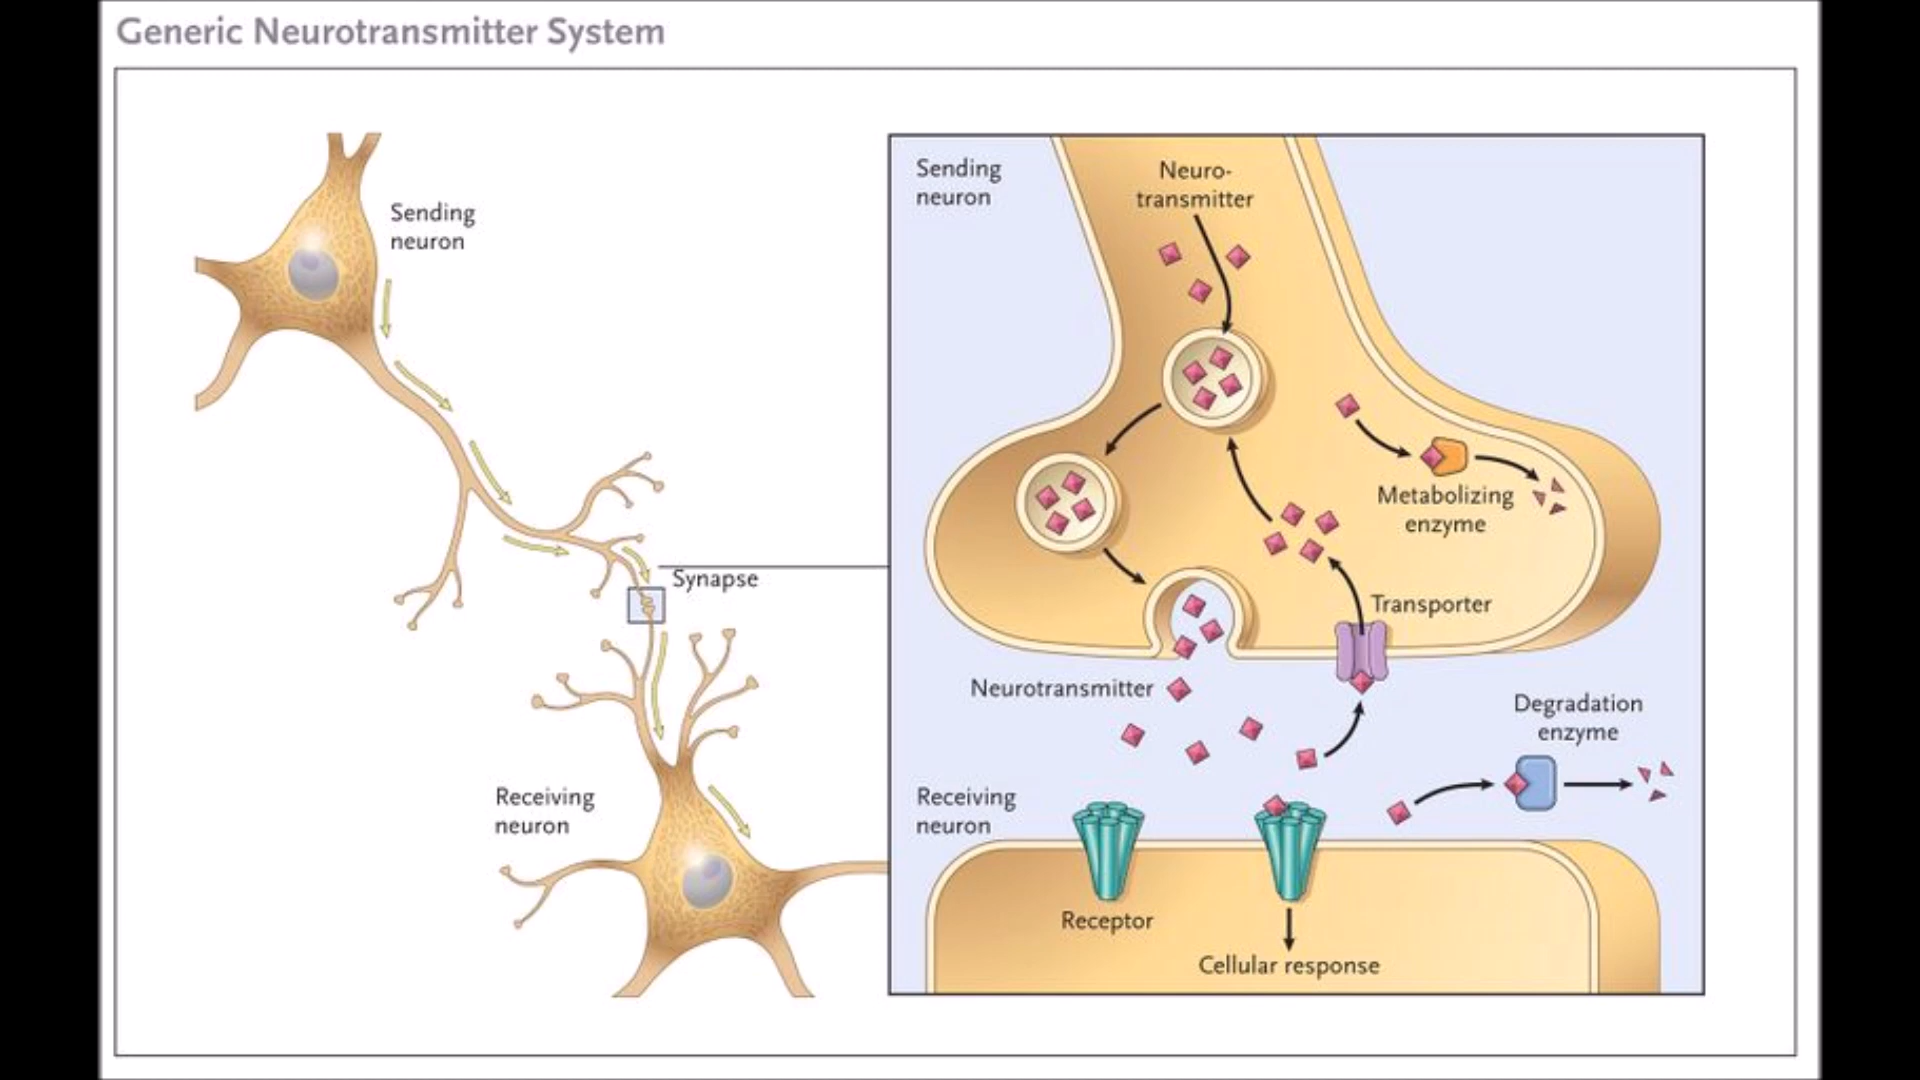 Generic Neurotransmitter System
Sending
neuron
Synapse
Receiving
neuron
Sending
neuron
Neuro-
transmitter
Metabolizing
enzyme
Transporter
Neurotransmitter
Degradation
enzyme
Receiving
neuron
Receptor
Cellular response